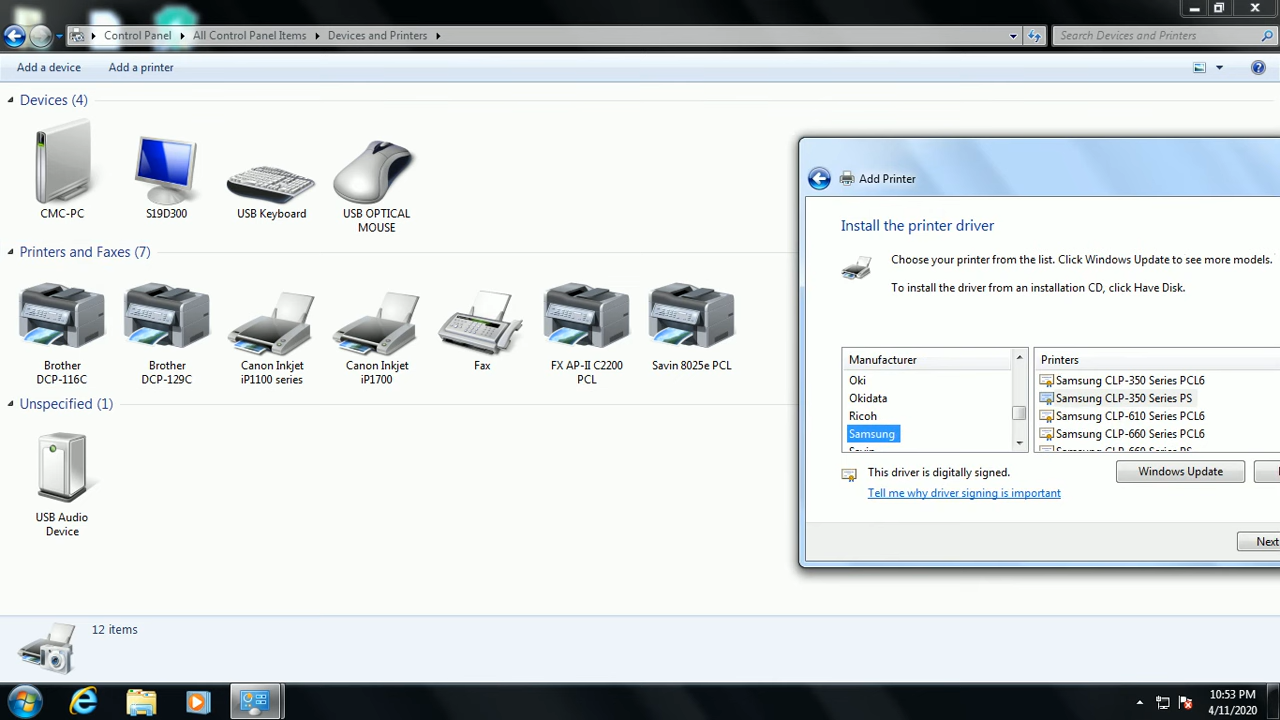 Control Panel
All Control Panel Items
Devices and Printers
Search Devices and Printers
Add a device
Add a printer
Devices (4)
CMC-PC
S19D300
USB Keyboard
USB OPTICAL
MOUSE
Printers and Faxes (7)
Brother
DCP-116C
Brother
DCP-129C
Canon Inkjet
iP1100 series
Canon Inkjet
iP1700
Fax
FX AP-II C2200
PCL
Savin 8025e PCL
Unspecified (1)
USB Audio
Device
Add Printer
Install the printer driver
Choose your printer from the list. Click Windows Update to see more models.
To install the driver from an installation CD, click Have Disk.
Manufacturer
Oki
Okidata
Ricoh
Samsung
Savin
Printers
Samsung CLP-350 Series PCL6
Samsung CLP-350 Series PS
Samsung CLP-610 Series PCL6
Samsung CLP-660 Series PCL6
Samsung CLP-660 Series PS
This driver is digitally signed.
Tell me why driver signing is important
Windows Update
Next
12 items
10:53 PM
4/11/2020